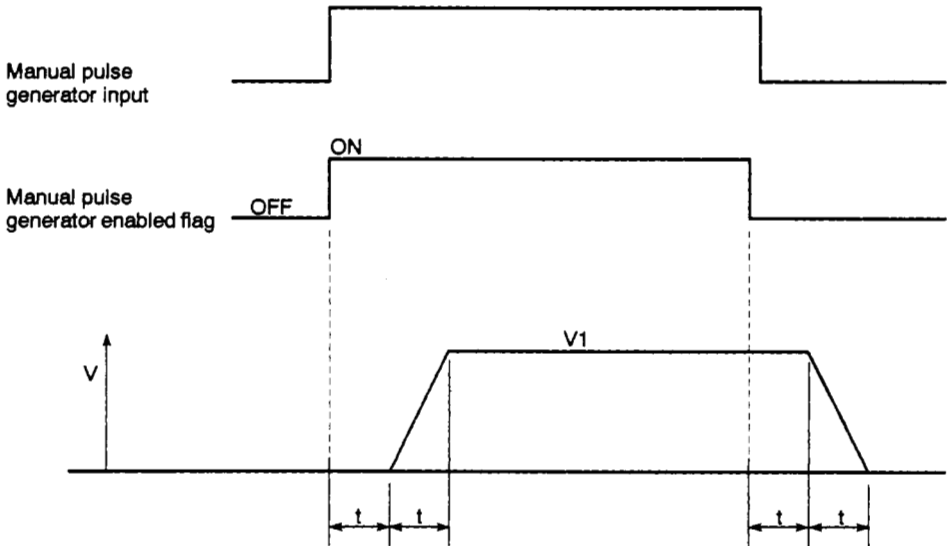 Manual pulse
generator input
ON
Manual pulse
generator enabled flag
OFF
V1
V
t
t
t
t